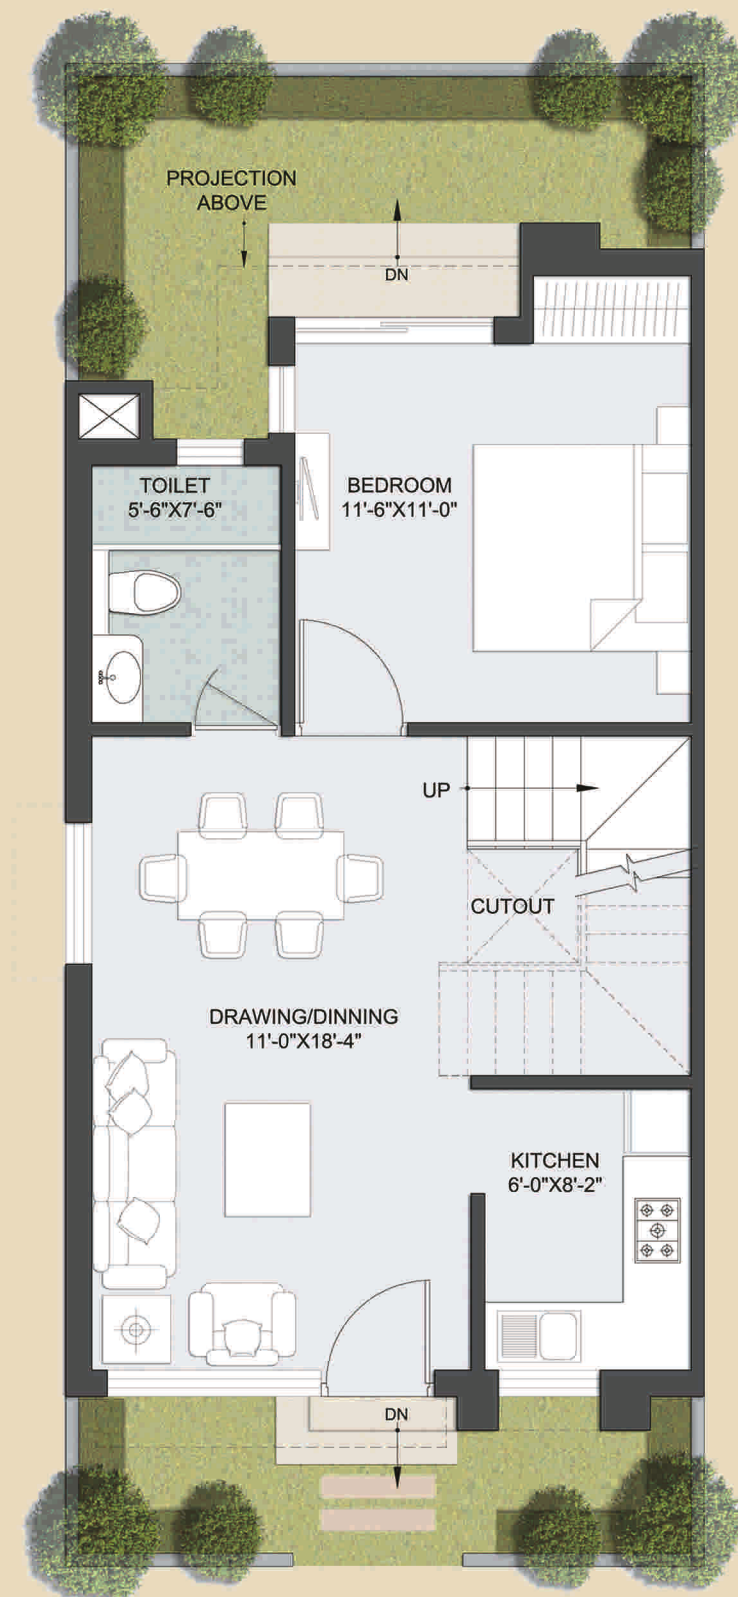 PROJECTION
ABOVE
DN
TOILET
5'-6"X7'-6"
BEDROOM
11'-6"X11'-0"
UP
CUTOUT
DRAWING/DINNING
11'-0"X18'-4"
KITCHEN
6'-0"X8'-2"
DN